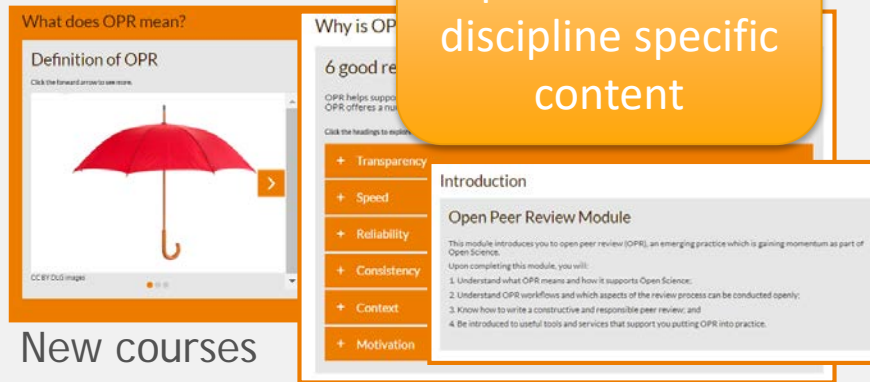 What does OPR mean?
Definition of OPR
Click the forward arrow to see more.
CC BY DLG images
New courses
Why is OP
6 good re
OPR helps suppo
OPR offeres a nu
Click the headings to explore
+ Transparency
+ Speed
+ Reliability
+ Consistency
+ Context
+ Motivation
discipline specific
content
Introduction
Open Peer Review Module
This module introduces you to open peer review (OPR), an emerging practice which is gaining momentum as part of
Open Science.
Upon completing this module, you will:
1. Understand what OPR means and how it supports Open Science;
2. Understand OPR workflows and which aspects of the review process can be conducted openly;
3. Know how to write a constructive and responsible peer review; and
4. Be introduced to useful tools and services that support you putting OPR into practice.